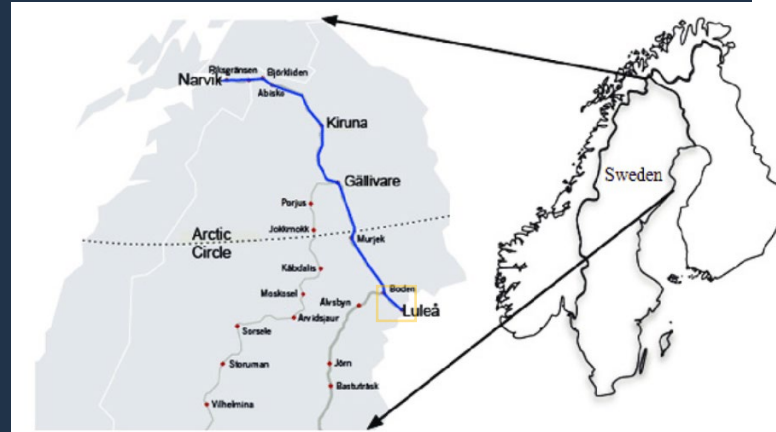 Riksgränsen
Björkliden
Narvik
Abisko
Kiruna
Sweden
Gällivare
Porjus
Jokkmokk
Arctic
Circle
Murjek
Kåbdalis
Moskosel
Boden
Älvsbyn
Luleå
Arvidsjaur
Sorsele
Storuman
Jörn
Bastuträsk
Vilhelmina